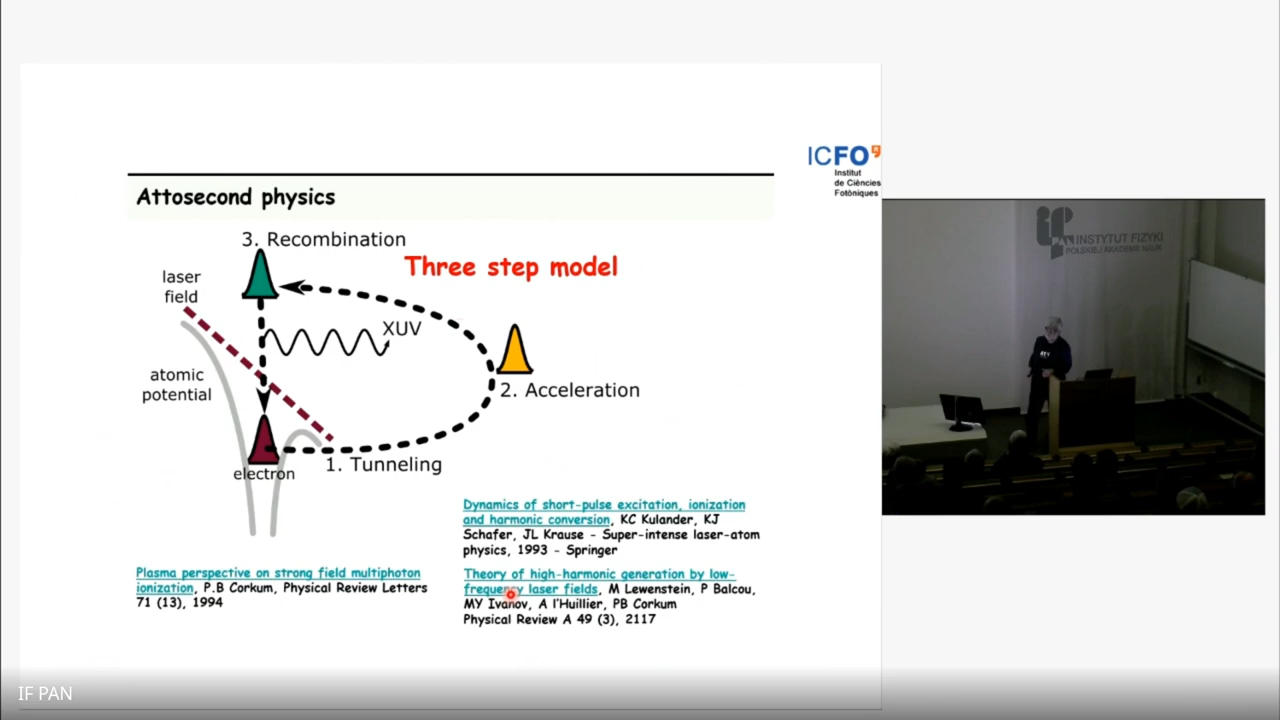 ICFO
Institut
de Ciències
Fotòniques
Attosecond physics
3. Recombination
Three step model
laser
field
XUV
atomic
potential
2. Acceleration
electron
1. Tunneling
Dynamics of short-pulse excitation, ionization
and harmonic conversion, KC Kulander, KJ
Schafer, JL Krause - Super-intense laser-atom
physics, 1993 - Springer
Plasma perspective on strong field multiphoton
ionization, P.B Corkum, Physical Review Letters
71 (13), 1994
Theory of high-harmonic generation by low-
frequency laser fields, M Lewenstein, P Balcou,
MY Ivanov, A l'Huillier, PB Corkum
Physical Review A 49 (3), 2117
INSTYTUT FIZYKI
POLSKIEJ AKADEMII NAUK
IF PAN